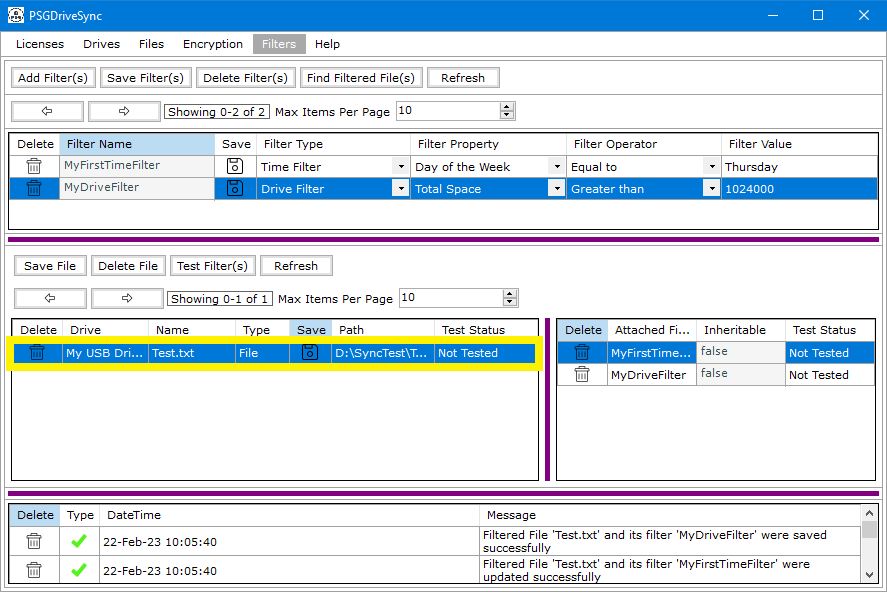 PSGDriveSync
Licenses Drives Files Encryption Filters Help
Add Filter(s) Save Filter(s) Delete Filter(s) Find Filtered File(s) Refresh
Showing 0-2 of 2 Max Items Per Page 10
Delete Filter Name Save Filter Type Filter Property Filter Operator Filter Value
MyFirstTimeFilter Time Filter Day of the Week Equal to Thursday
MyDriveFilter Drive Filter Total Space Greater than 1024000
Save File Delete File Test Filter(s) Refresh
Showing 0-1 of 1 Max Items Per Page 10
Delete Drive Name Type Save Path Test Status
My USB Dri... Test.txt File D:\SyncTest\T... Not Tested
Delete Attached Fi... Inheritable Test Status
MyFirstTime... false Not Tested
MyDriveFilter false Not Tested
Delete Type DateTime Message
22-Feb-23 10:05:40 Filtered File 'Test.txt' and its filter 'MyDriveFilter' were saved
successfully
22-Feb-23 10:05:40 Filtered File 'Test.txt' and its filter 'MyFirstTimeFilter' were
updated successfully